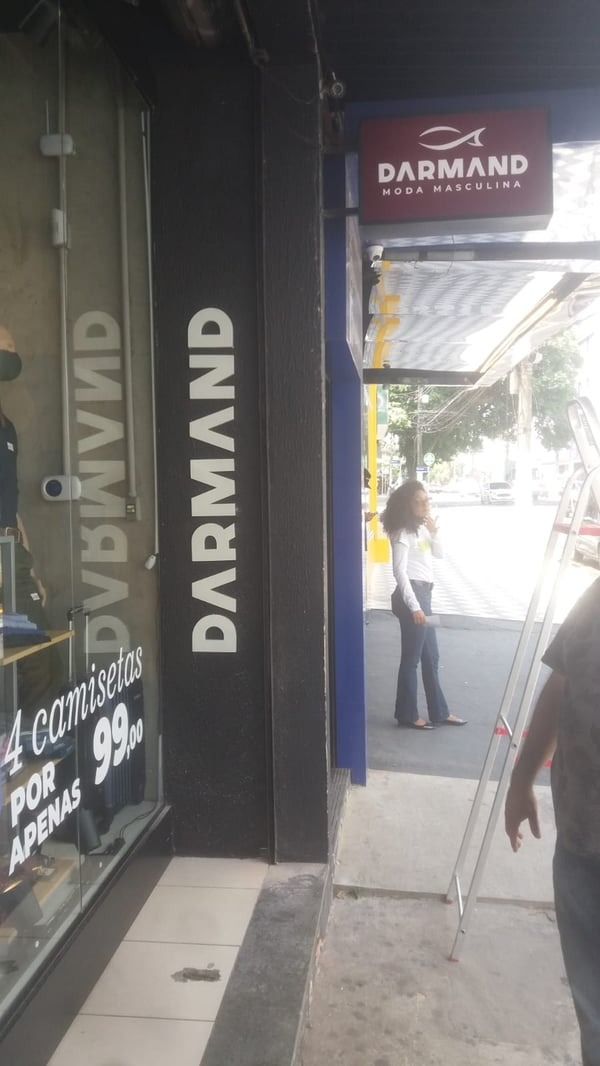 DARMAND
MODA MASCULINA
DARMAND
DARMAND
4 camisetas
POR
APENAS
99,00